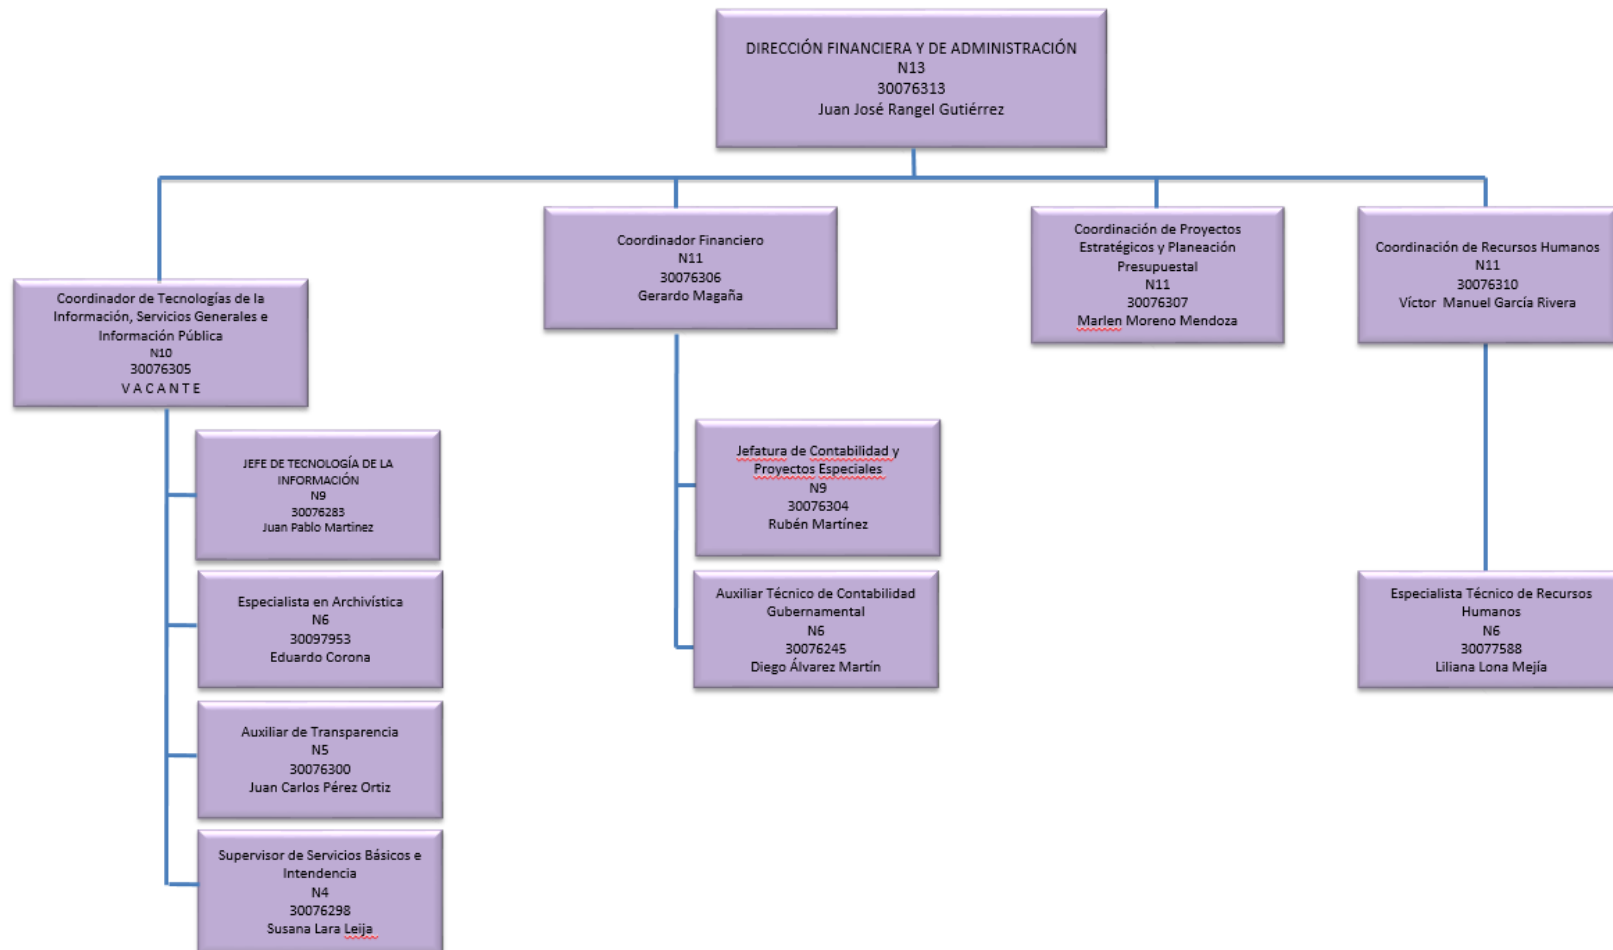 DIRECCIÓN FINANCIERA Y DE ADMINISTRACIÓN
N13
30076313
Juan José Rangel Gutiérrez
Coordinador de Tecnologías de la
Información, Servicios Generales e
Información Pública
N10
30076305
V A C A N T E
JEFE DE TECNOLOGÍA DE LA
INFORMACIÓN
N9
30076283
Juan Pablo Martinez
Especialista en Archivística
N6
30097953
Eduardo Corona
Auxiliar de Transparencia
N5
30076300
Juan Carlos Pérez Ortiz
Supervisor de Servicios Básicos e
Intendencia
N4
30076298
Susana Lara Leija
Coordinador Financiero
N11
30076306
Gerardo Magaña
Jefatura de Contabilidad y
Proyectos Especiales
N9
30076304
Rubén Martínez
Auxiliar Técnico de Contabilidad
Gubernamental
N6
30076245
Diego Álvarez Martín
Coordinación de Proyectos
Estratégicos y Planeación
Presupuestal
N11
30076307
Marlen Moreno Mendoza
Coordinación de Recursos Humanos
N11
30076310
Víctor  Manuel García Rivera
Especialista Técnico de Recursos
Humanos
N6
30077588
Liliana Lona Mejía